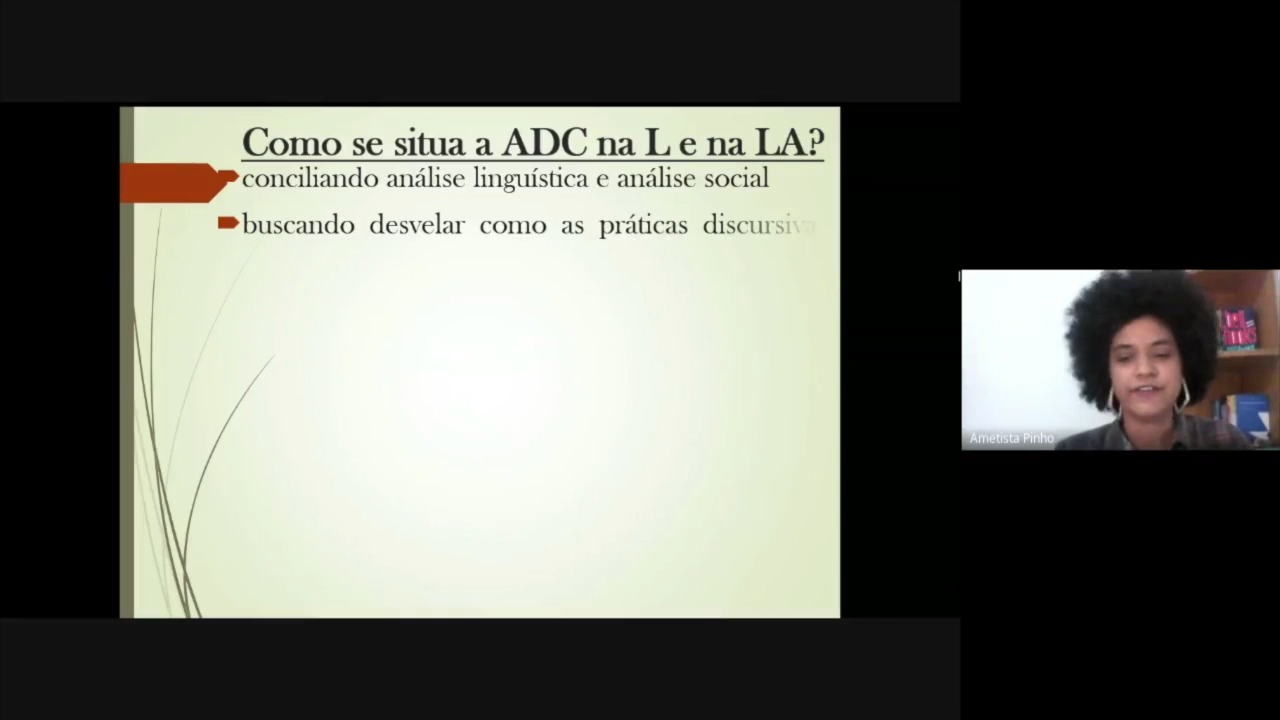 Como se situa a ADC na L e na LA?
conciliando análise linguística e análise social
buscando desvelar como as práticas
Ametista Pinho